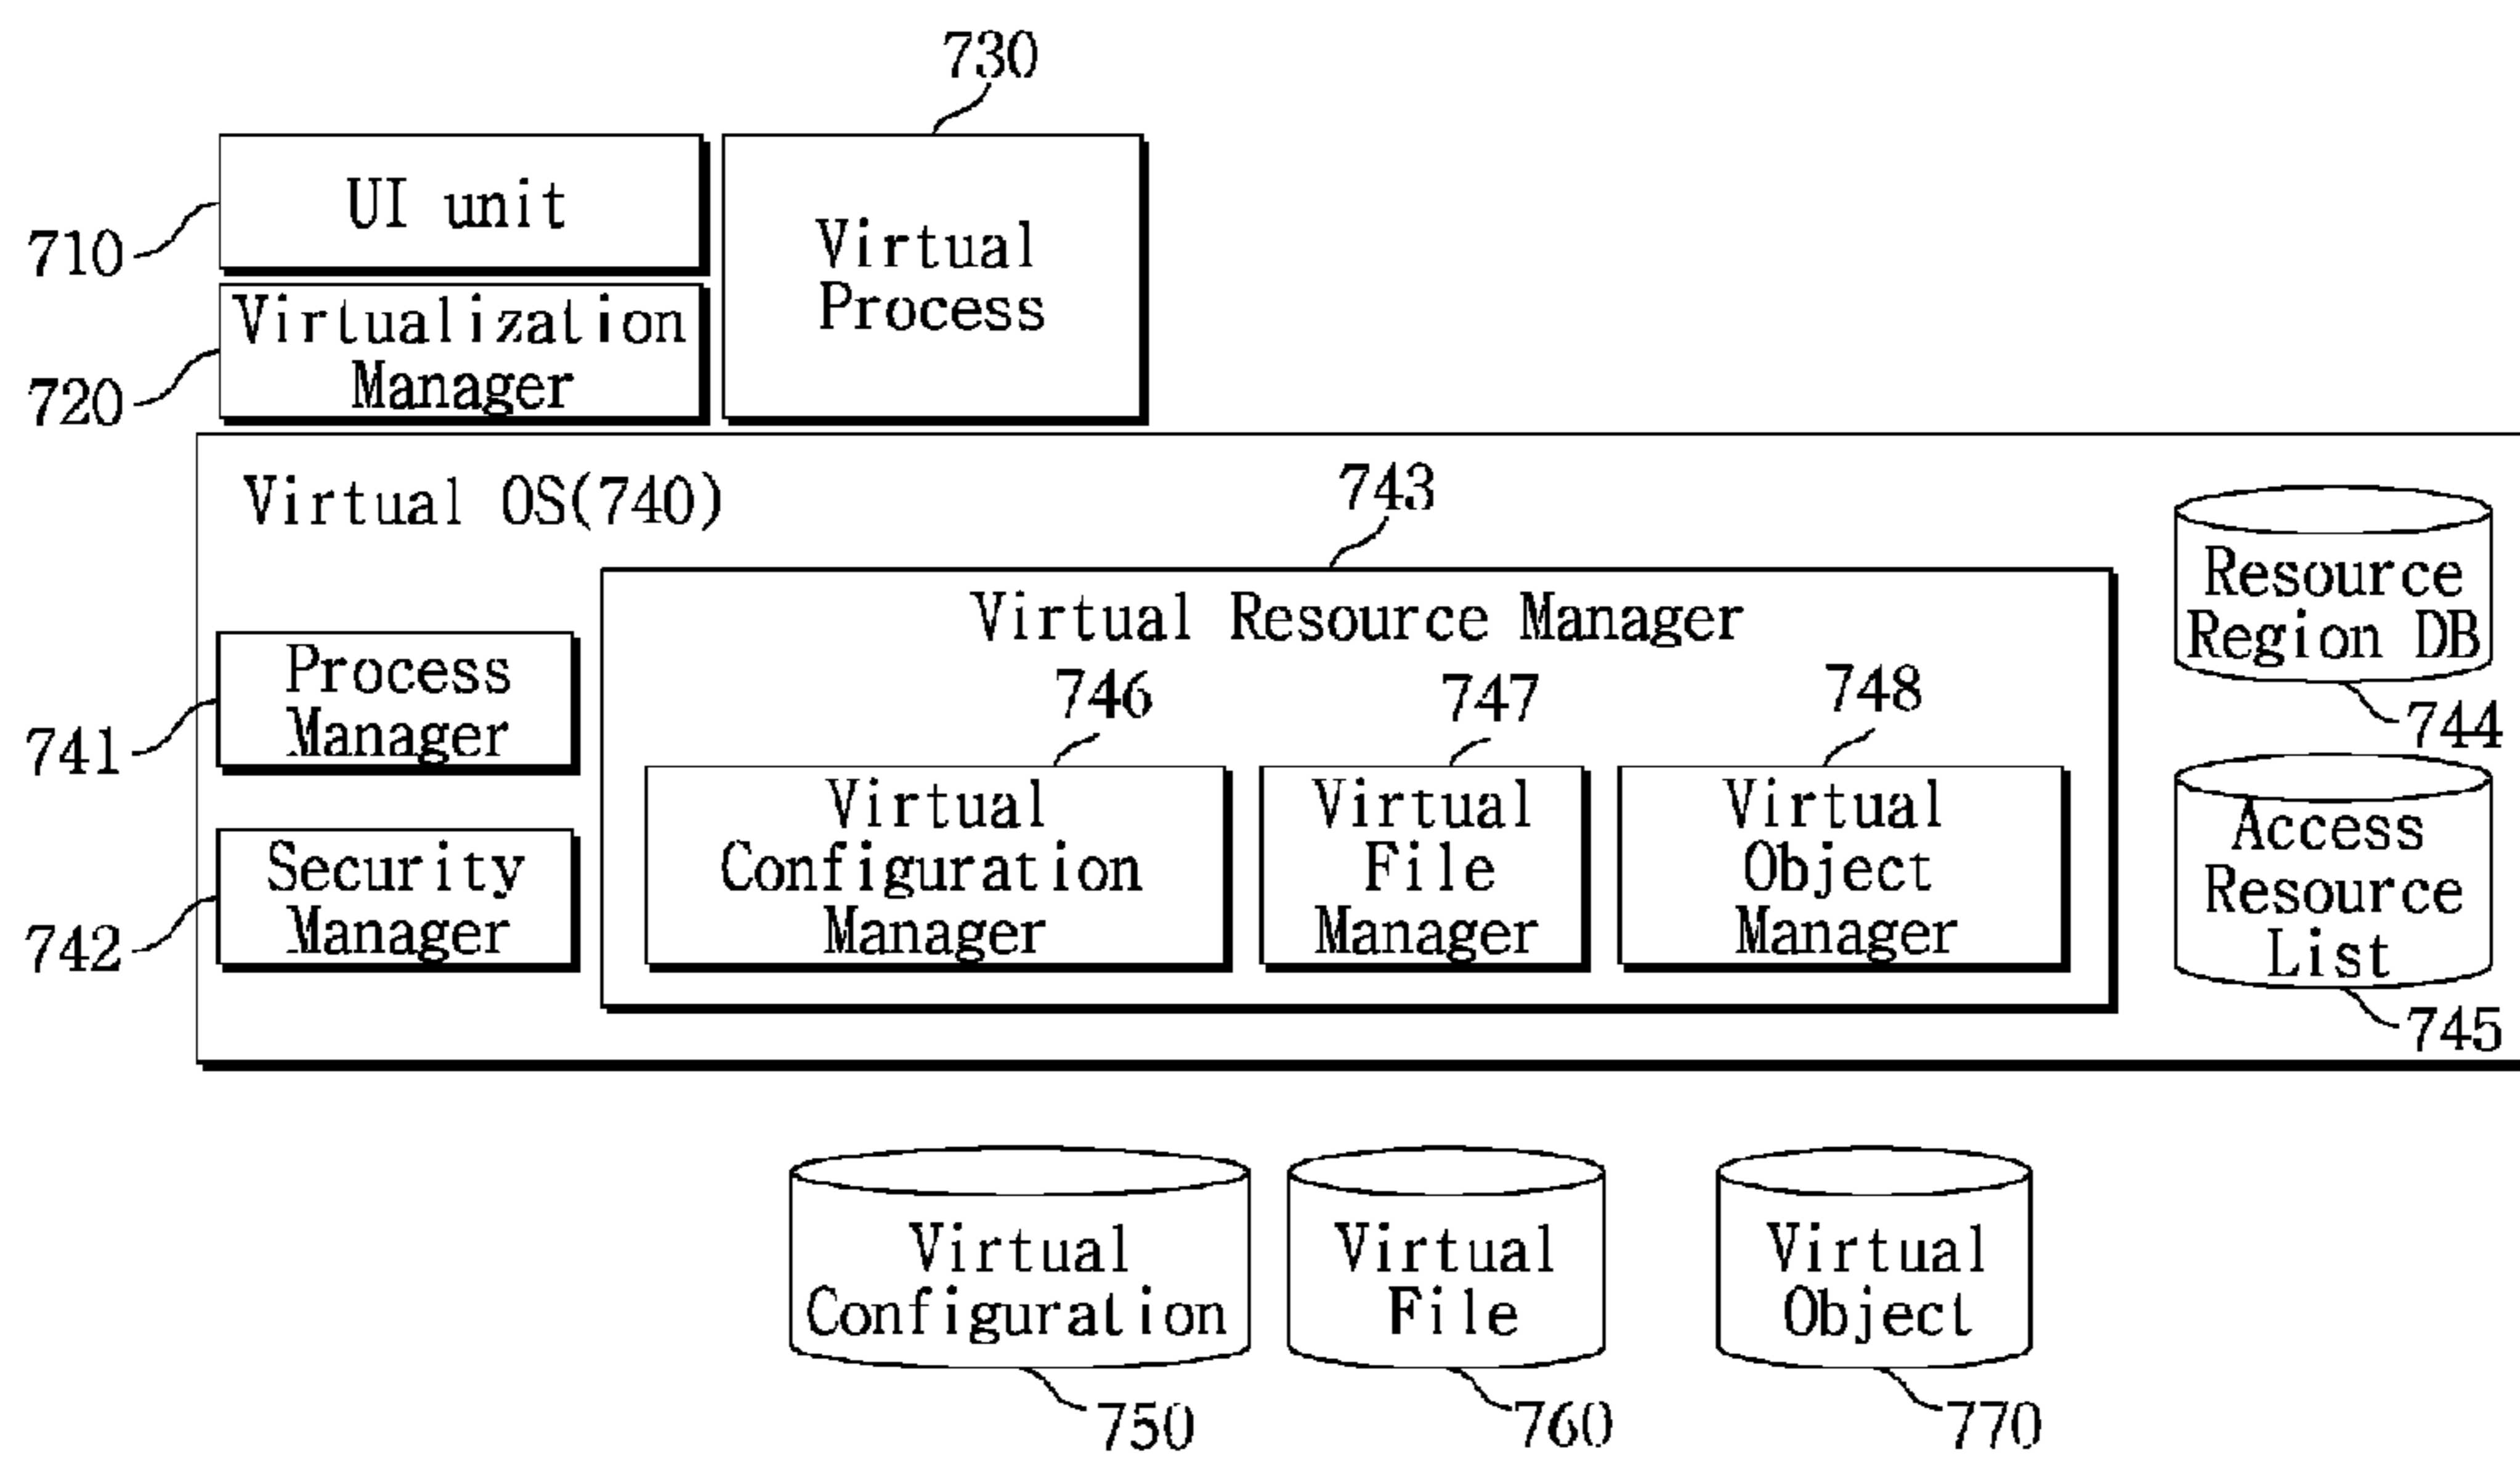 730
UI unit
710
Virtual
Process
Virtualization
Manager
720
Virtual OS(740)
743
Virtual Resource Manager
Resource
Region DB
744
Process
Manager
741
746
747
748
Security
Manager
742
Virtual
Configuration
Manager
Virtual
File
Manager
Virtual
Object
Manager
Access
Resource
List
745
Virtual
Configuration
750
Virtual
File
760
Virtual
Object
770